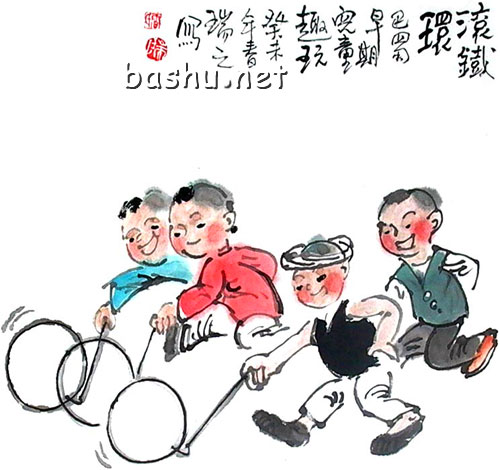 滚鐵
環
巴蜀
早期
兒童
趣玩
癸未
年春
瑞之
寫
bashu.net